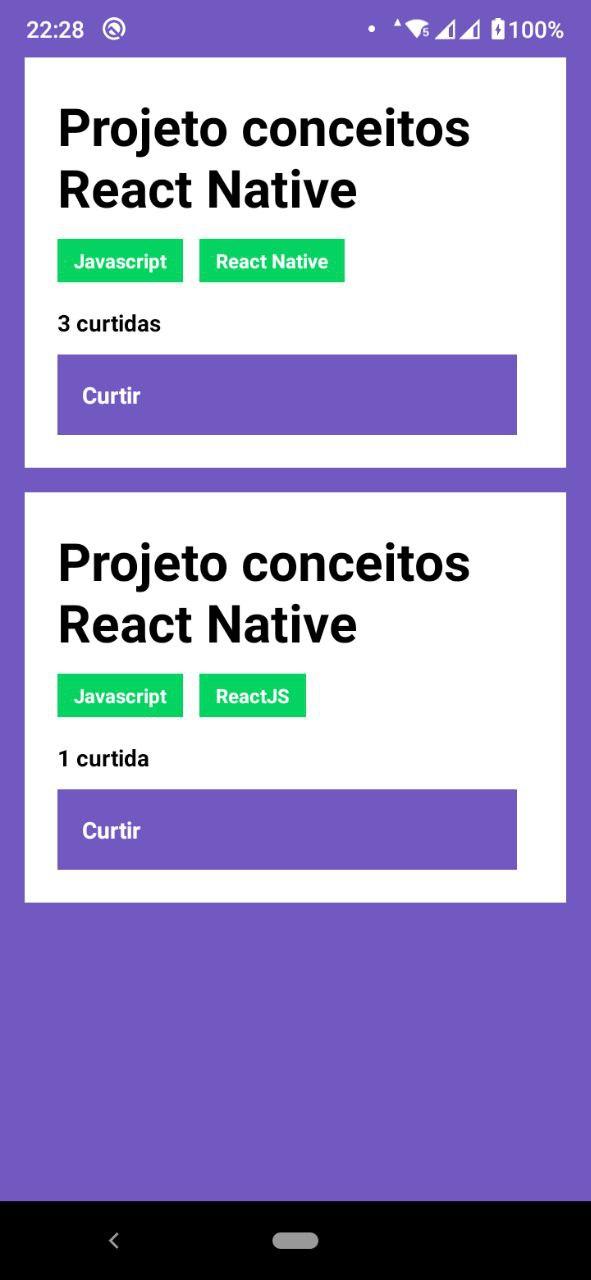 22:28 5 100%
Projeto conceitos
React Native
Javascript React Native
3 curtidas
Curtir
Projeto conceitos
React Native
Javascript ReactJS
1 curtida
Curtir